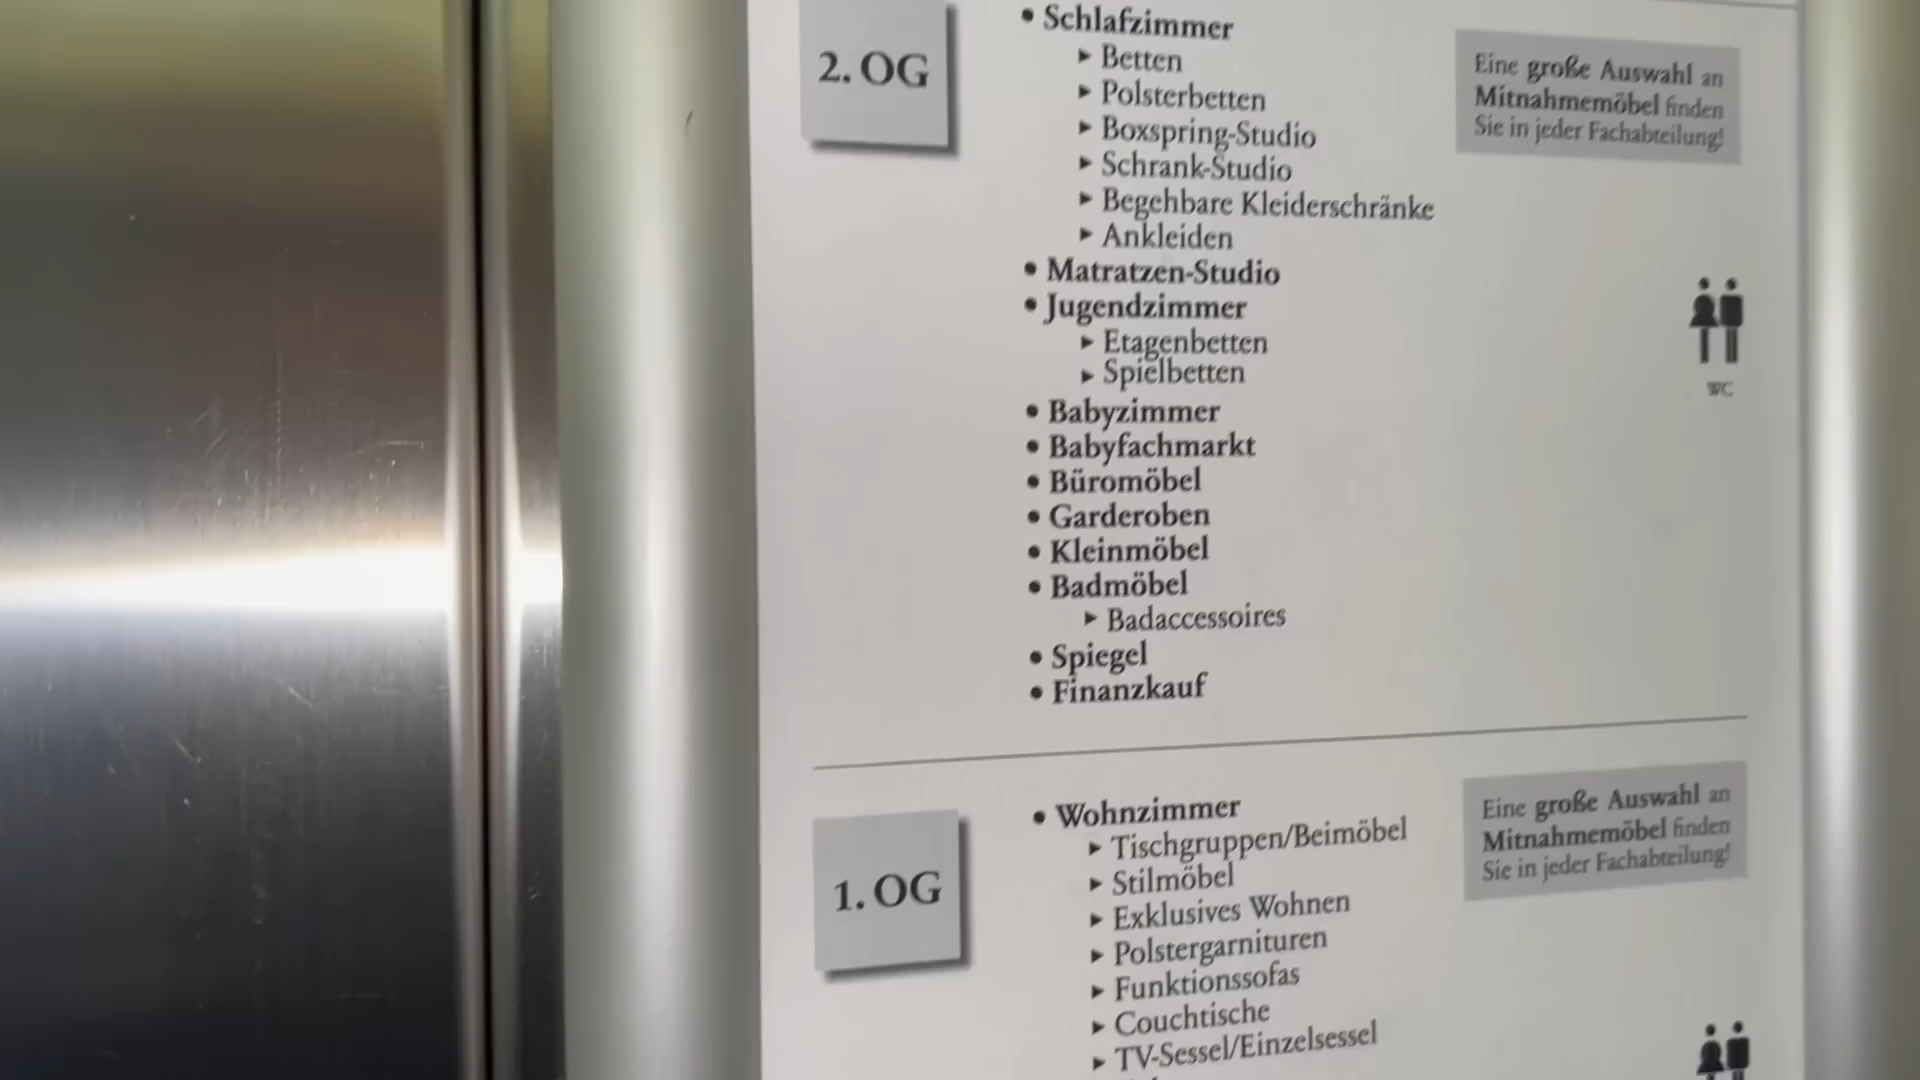 2. OG
• Schlafzimmer
▸ Betten
▸ Polsterbetten
▸ Boxspring-Studio
▸ Schrank-Studio
▸ Begehbare Kleiderschränke
▸ Ankleiden
• Matratzen-Studio
• Jugendzimmer
▸ Etagenbetten
▸ Spielbetten
• Babyzimmer
• Babyfachmarkt
• Büromöbel
• Garderoben
• Kleinmöbel
• Badmöbel
▸ Badaccessoires
• Spiegel
• Finanzkauf
Eine große Auswahl an
Mitnahmemöbel finden
Sie in jeder Fachabteilung!
WC
1. OG
• Wohnzimmer
▸ Tischgruppen/Beimöbel
▸ Stilmöbel
▸ Exklusives Wohnen
▸ Polstergarnituren
▸ Funktionssofas
▸ Couchtische
▸ TV-Sessel/Einzelsessel
Eine große Auswahl an
Mitnahmemöbel finden
Sie in jeder Fachabteilung!